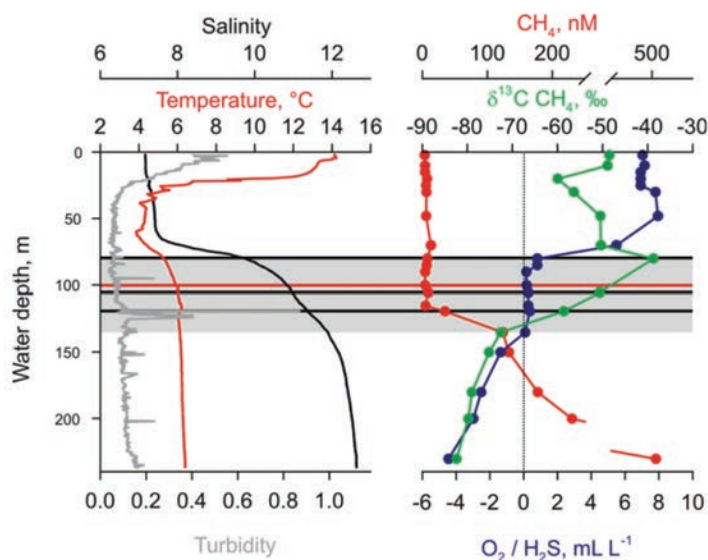 Salinity
6 8 10 12
Temperature, °C
2 4 6 8 10 12 14 16
CH₄, nM
0 100 200 500
δ¹³C CH₄, ‰
-90 -80 -70 -60 -50 -40 -30
Water depth, m
0
50
100
150
200
0.0 0.2 0.4 0.6 0.8 1.0
Turbidity
-6 -4 -2 0 2 4 6 8 10
O₂ / H₂S, mL L⁻¹